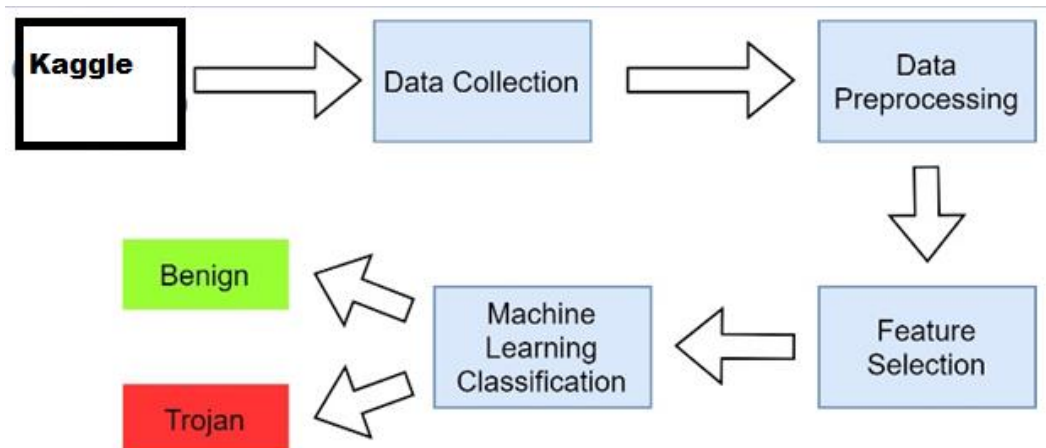 Kaggle
Data Collection
Data
Preprocessing
Feature
Selection
Machine
Learning
Classification
Benign
Trojan